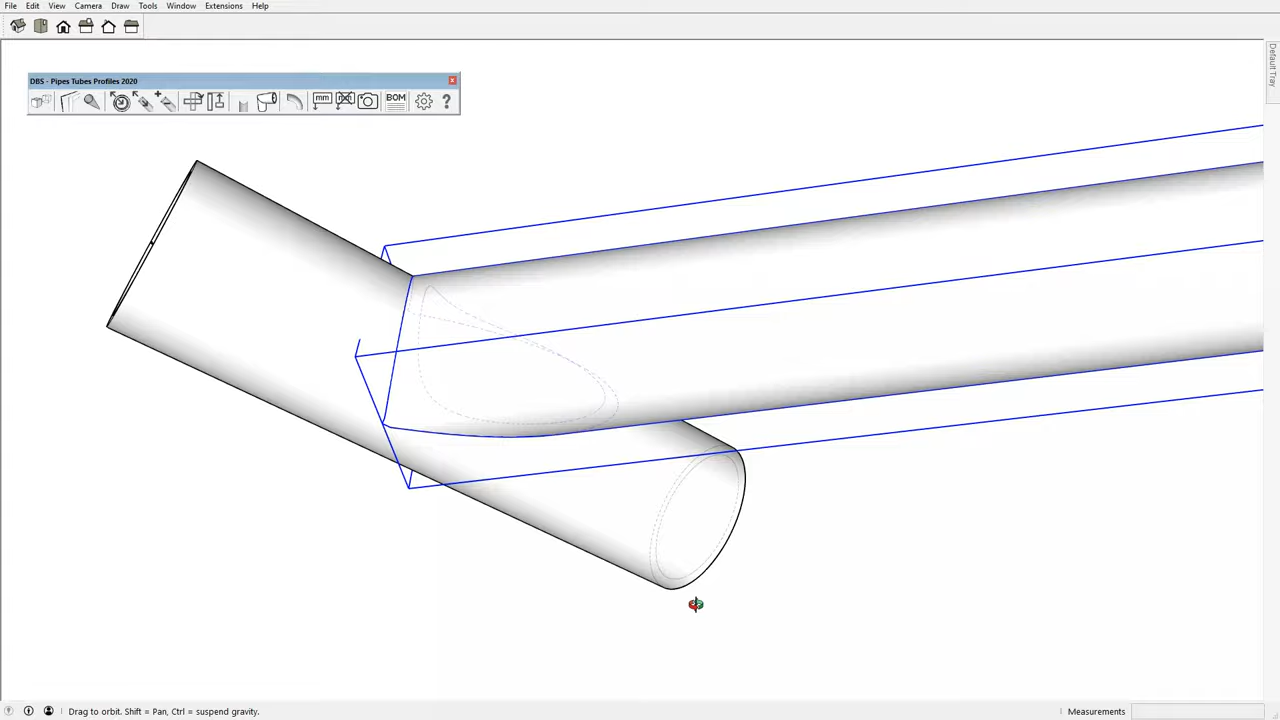 File Edit View Camera Draw Tools Window Extensions Help
Default Tray
DBS - Pipes Tubes Profiles 2020
mm BOM ?
Drag to orbit. Shift = Pan, Ctrl = suspend gravity.
Measurements